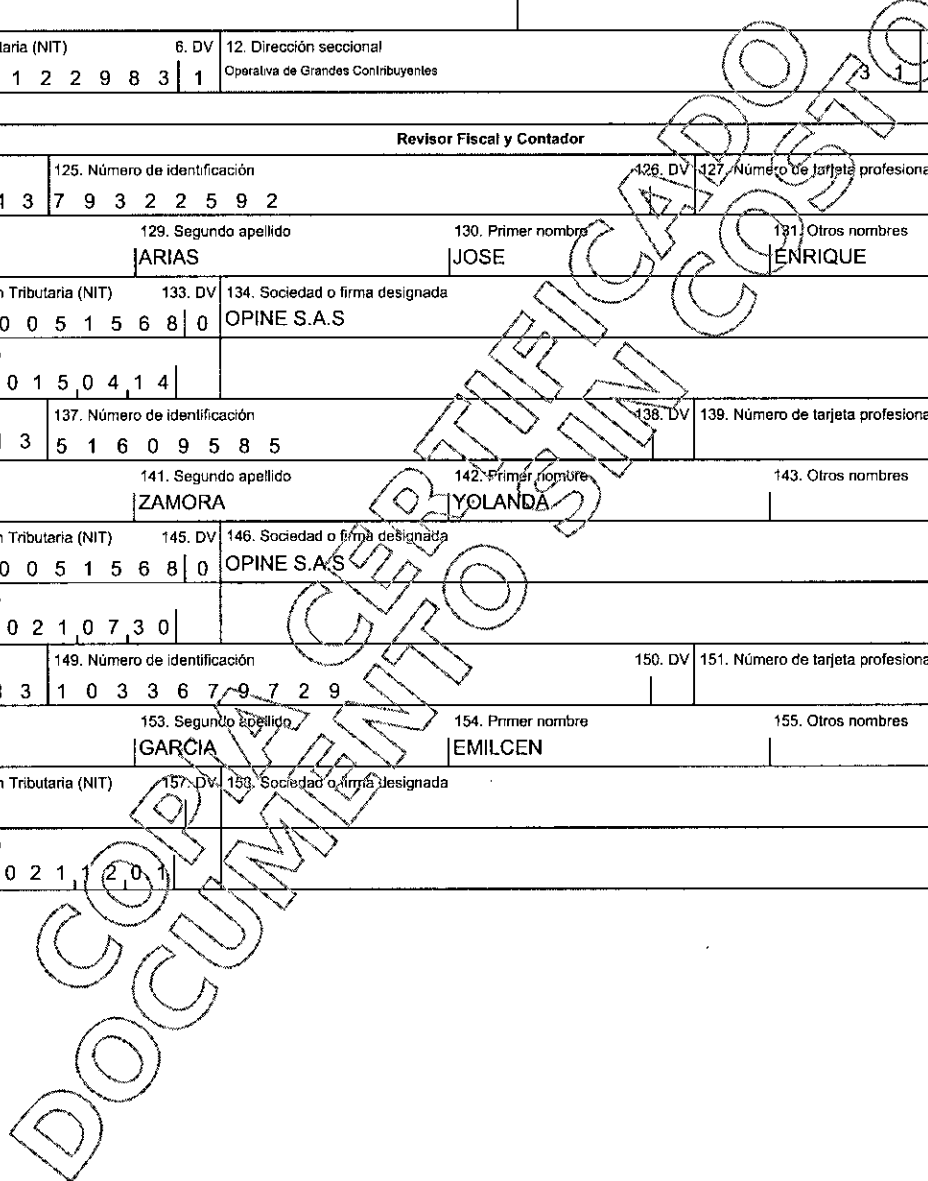 taria (NIT) 6. DV 12. Dirección seccional
1 2 2 9 8 3 1 Operativa de Grandes Contribuyentes 3 1
Revisor Fiscal y Contador
125. Número de identificación 126. DV 127. Número de tarjeta profesiona
1 3 7 9 3 2 2 5 9 2
129. Segundo apellido 130. Primer nombre 131. Otros nombres
ARIAS JOSE ENRIQUE
n Tributaria (NIT) 133. DV 134. Sociedad o firma designada
0 0 5 1 5 6 8 0 OPINE S.A.S
0 1 5 0 4 1 4
137. Número de identificación 138. DV 139. Número de tarjeta profesiona
1 3 5 1 6 0 9 5 8 5
141. Segundo apellido 142. Primer nombre 143. Otros nombres
ZAMORA YOLANDA
n Tributaria (NIT) 145. DV 146. Sociedad o firma designada
0 0 5 1 5 6 8 0 OPINE S.A.S
0 2 1 0 7 3 0
149. Número de identificación 150. DV 151. Número de tarjeta profesiona
3 1 0 3 3 6 7 9 7 2 9
153. Segundo apellido 154. Primer nombre 155. Otros nombres
GARCIA EMILCEN
n Tributaria (NIT) 157. DV 158. Sociedad o firma designada
0 2 1 1 2 0 1
COPIA CERTIFICADO
DOCUMENTO SIN COSTO